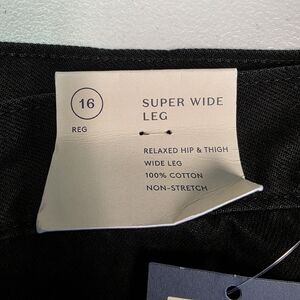 16
REG
SUPER WIDE
LEG
RELAXED HIP & THIGH
WIDE LEG
100% COTTON
NON-STRETCH